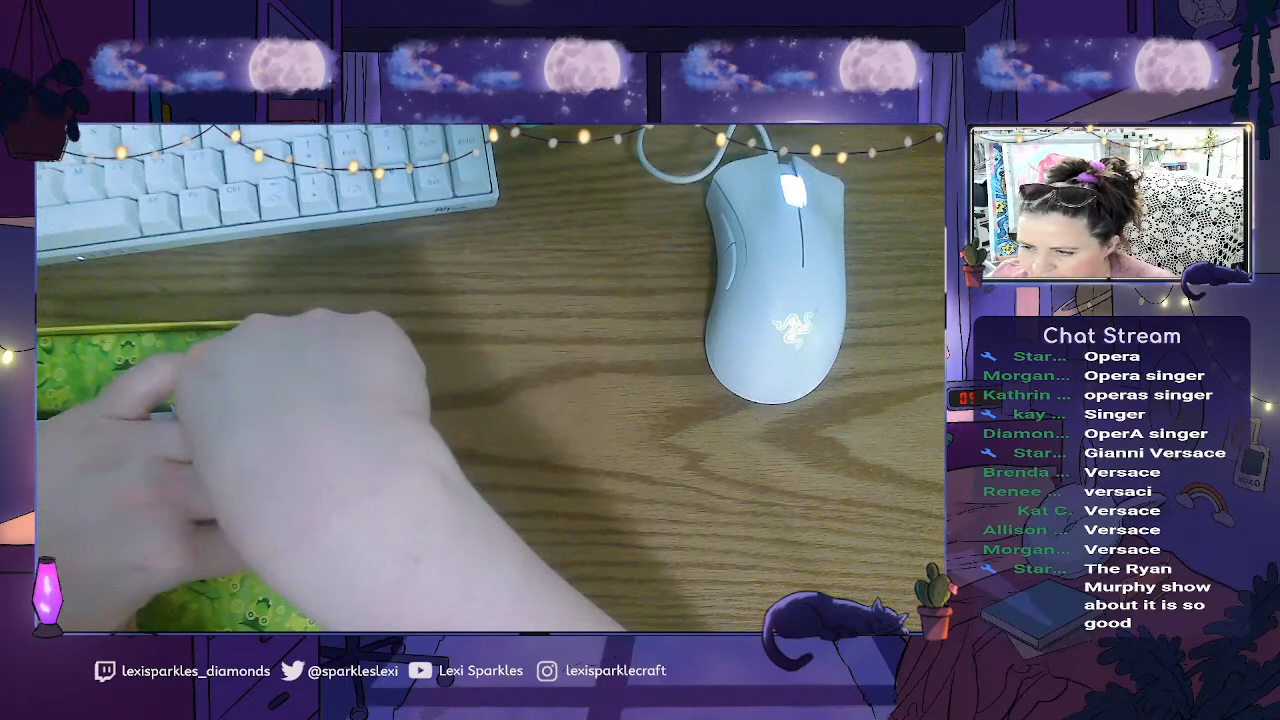 Chat Stream
Star... Opera
Morgan... Opera singer
Kathrin ... operas singer
kay ... Singer
Diamon... OperA singer
Star... Gianni Versace
Brenda ... Versace
Renee ... versaci
Kat C. Versace
Allison ... Versace
Morgan... Versace
Star... The Ryan
Murphy show
about it is so
good
lexisparkles_diamonds @sparkleslexi Lexi Sparkles lexisparklecraft